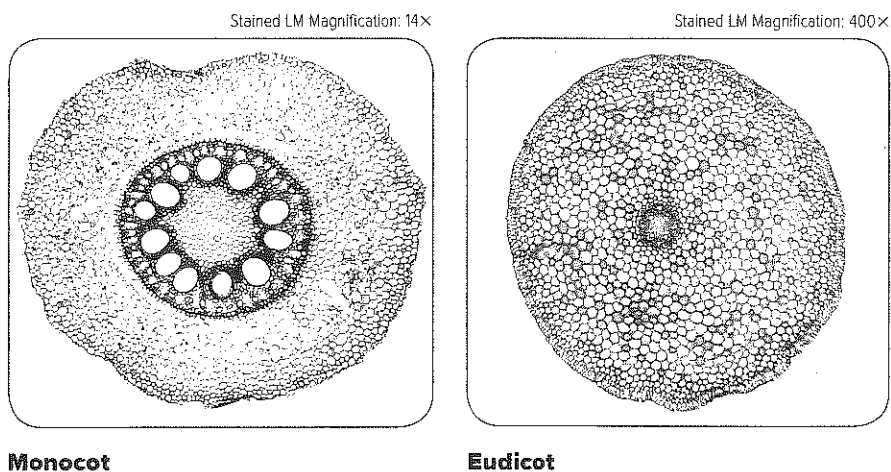 Stained LM Magnification: 14×
Stained LM Magnification: 400×
Monocot
Eudicot